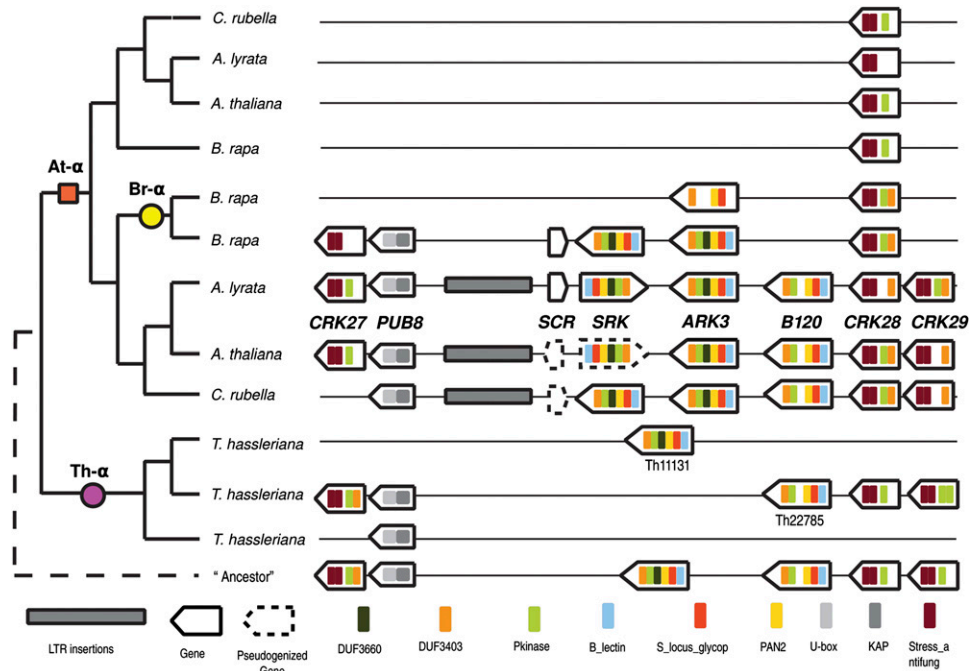 C. rubella
A. lyrata
A. thaliana
B. rapa
At-α
Br-α
B. rapa
B. rapa
A. lyrata
CRK27 PUB8 SCR SRK ARK3 B120 CRK28 CRK29
A. thaliana
C. rubella
T. hassleriana
Th11131
Th-α
T. hassleriana
Th22785
T. hassleriana
“ Ancestor”
LTR insertions
Gene
Pseudogenized
Gene
DUF3660
DUF3403
Pkinase
B_lectin
S_locus_glycop
PAN2
U-box
KAP
Stress_a
ntifung